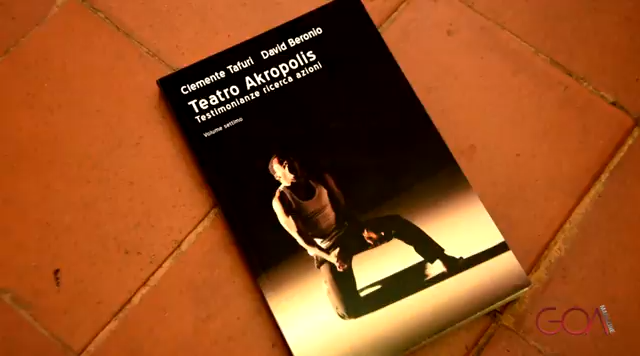 Clemente Tafuri David Beronio
Teatro Akropolis
Testimonianze ricerca azioni
Volume settimo
GOA